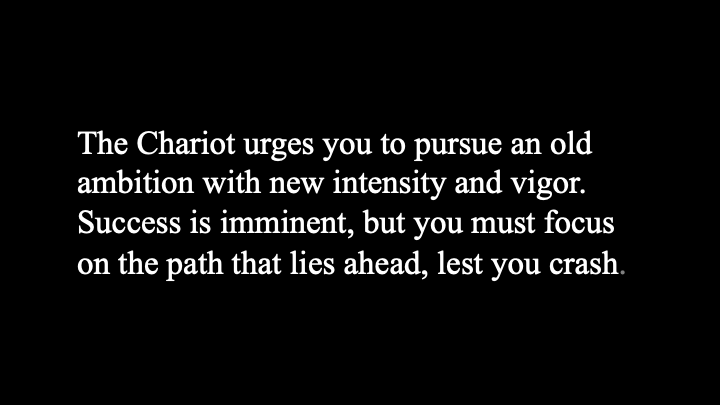 The Chariot urges you to pursue an old
ambition with new intensity and vigor.
Success is imminent, but you must focus
on the path that lies ahead, lest you crash.